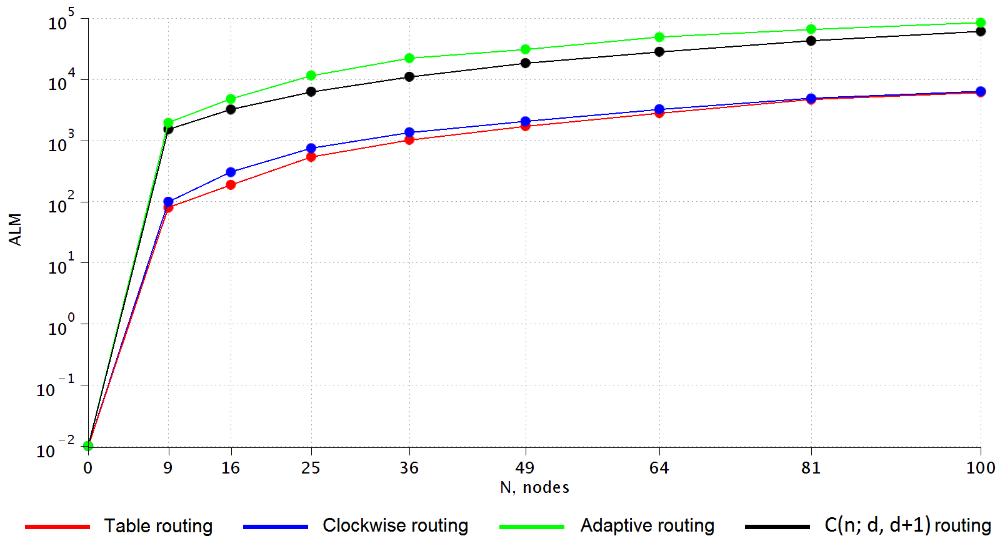 10^5
10^4
10^3
10^2
10^1
10^0
10^-1
10^-2
ALM
0 9 16 25 36 49 64 81 100
N, nodes
Table routing Clockwise routing Adaptive routing C(n; d, d+1) routing